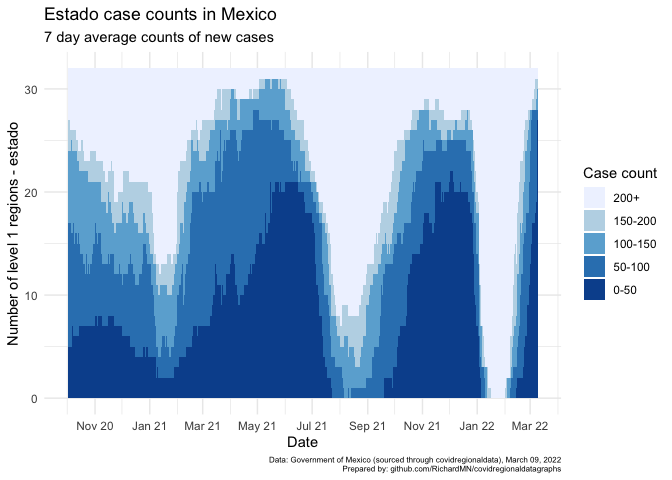 Estado case counts in Mexico
7 day average counts of new cases
Number of level 1 regions - estado
30
20
10
0
Nov 20 Jan 21 Mar 21 May 21 Jul 21 Sep 21 Nov 21 Jan 22 Mar 22
Date
Case count
200+
150-200
100-150
50-100
0-50
Data: Government of Mexico (sourced through covidregionaldata), March 09, 2022
Prepared by: github.com/RichardMN/covidregionaldatagraphs